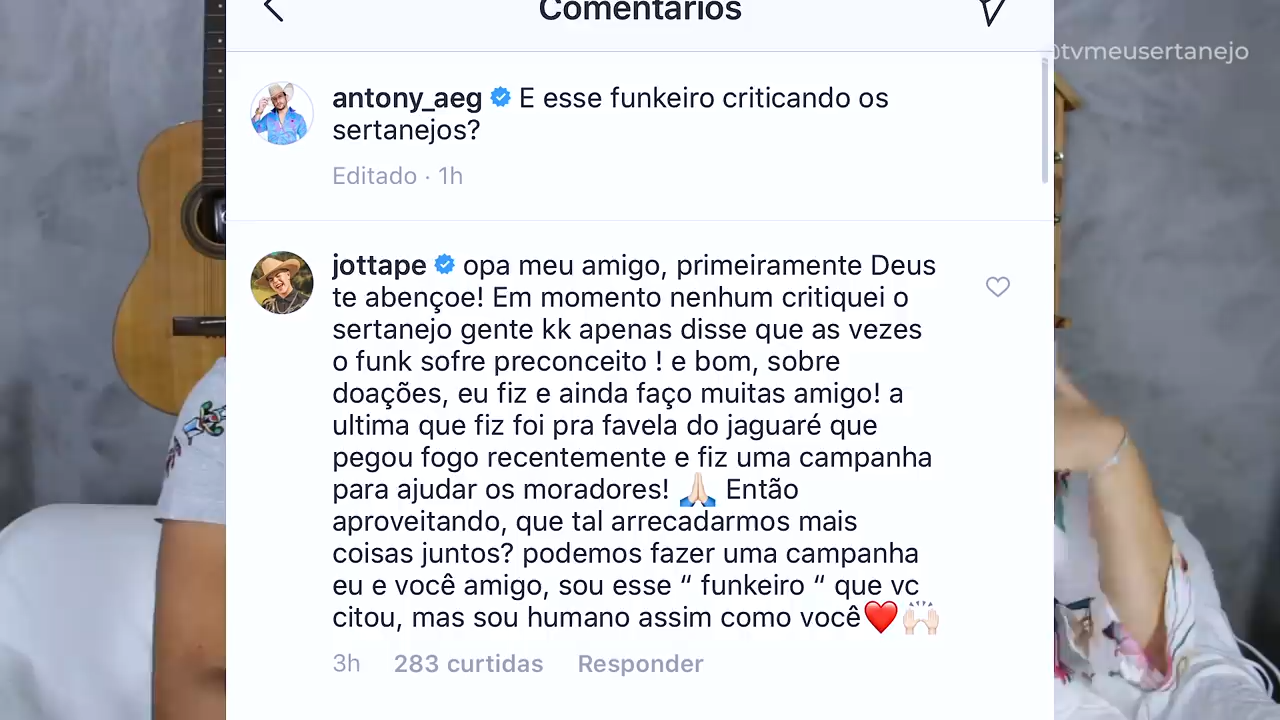 Comentários
@tvmeusertanejo
antony_aeg E esse funkeiro criticando os
sertanejos?
Editado · 1h
jottape opa meu amigo, primeiramente Deus
te abençoe! Em momento nenhum critiquei o
sertanejo gente kk apenas disse que as vezes
o funk sofre preconceito ! e bom, sobre
doações, eu fiz e ainda faço muitas amigo! a
ultima que fiz foi pra favela do jaguaré que
pegou fogo recentemente e fiz uma campanha
para ajudar os moradores! 🙏🏻 Então
aproveitando, que tal arrecadarmos mais
coisas juntos? podemos fazer uma campanha
eu e você amigo, sou esse “ funkeiro “ que vc
citou, mas sou humano assim como você❤️🙌🏻
3h 283 curtidas Responder